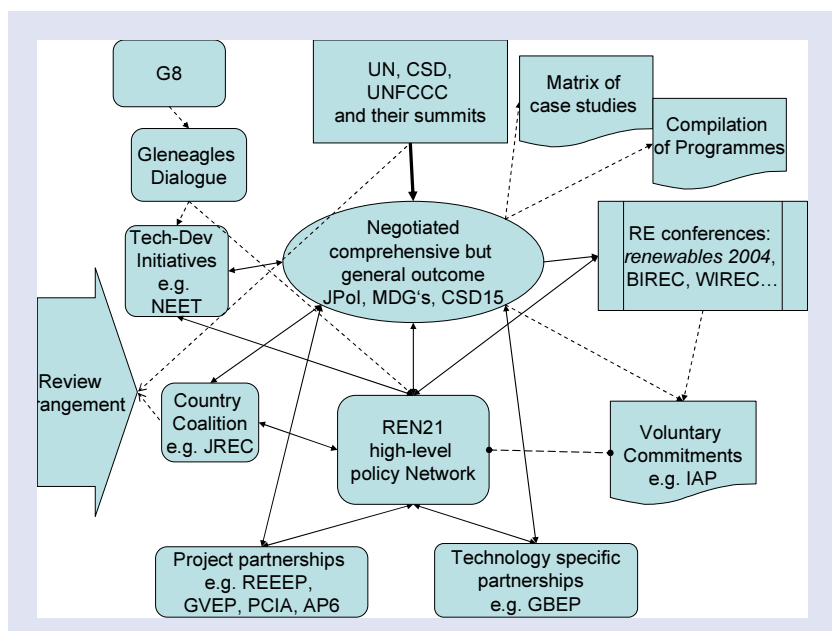 G8
UN, CSD,
UNFCCC
and their summits
Matrix of
case studies
Compilation
of Programmes
Gleneagles
Dialogue
Tech-Dev
Initiatives
e.g.
NEET
Negotiated
comprehensive but
general outcome
JPoI, MDG‘s, CSD15
RE conferences:
renewables 2004,
BIREC, WIREC…
Review
rangement
Country
Coalition
e.g. JREC
REN21
high-level
policy Network
Voluntary
Commitments
e.g. IAP
Project partnerships
e.g. REEEP,
GVEP, PCIA, AP6
Technology specific
partnerships
e.g. GBEP